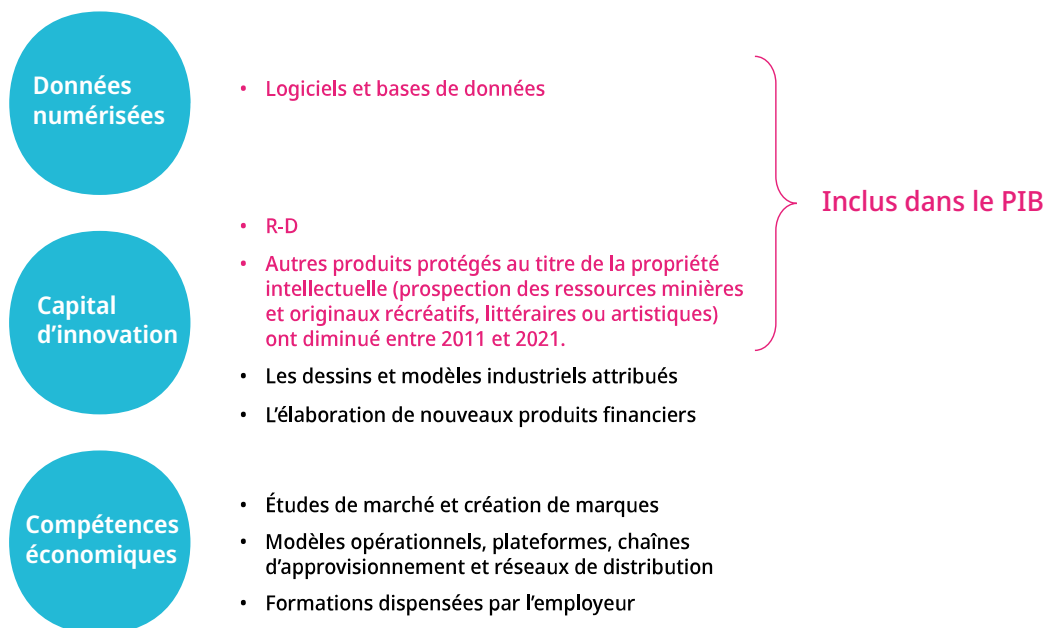 Données
numérisées
• Logiciels et bases de données
Inclus dans le PIB
Capital
d'innovation
• R-D
• Autres produits protégés au titre de la propriété
intellectuelle (prospection des ressources minières
et originaux récréatifs, littéraires ou artistiques)
ont diminué entre 2011 et 2021.
• Les dessins et modèles industriels attribués
• L'élaboration de nouveaux produits financiers
Compétences
économiques
• Études de marché et création de marques
• Modèles opérationnels, plateformes, chaînes
d'approvisionnement et réseaux de distribution
• Formations dispensées par l'employeur